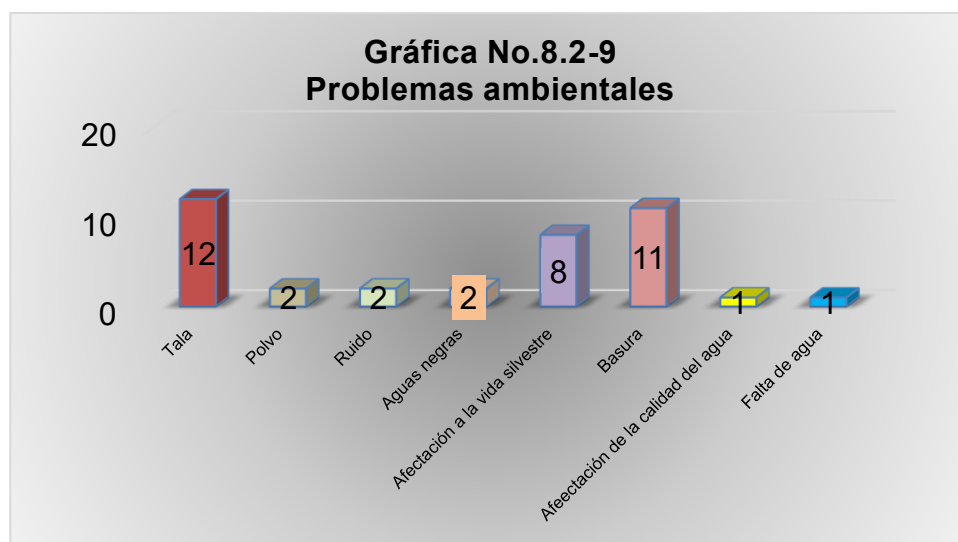 Gráfica No.8.2-9
Problemas ambientales
20
10
0
12
2
2
2
8
11
1
1
Tala
Polvo
Ruido
Aguas negras
Afectación a la vida silvestre
Basura
Afeectación de la calidad del agua
Falta de agua